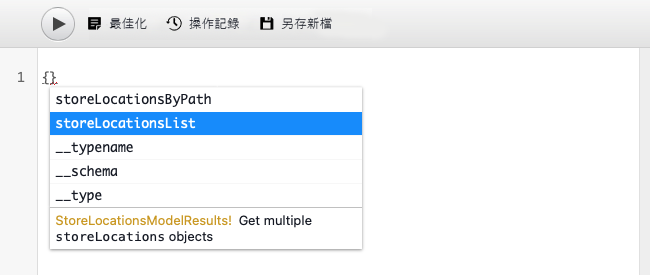 最佳化 操作記錄 另存新檔
1 {}
storeLocationsByPath
storeLocationsList
__typename
__schema
__type
StoreLocationsModelResults! Get multiple
storeLocations objects